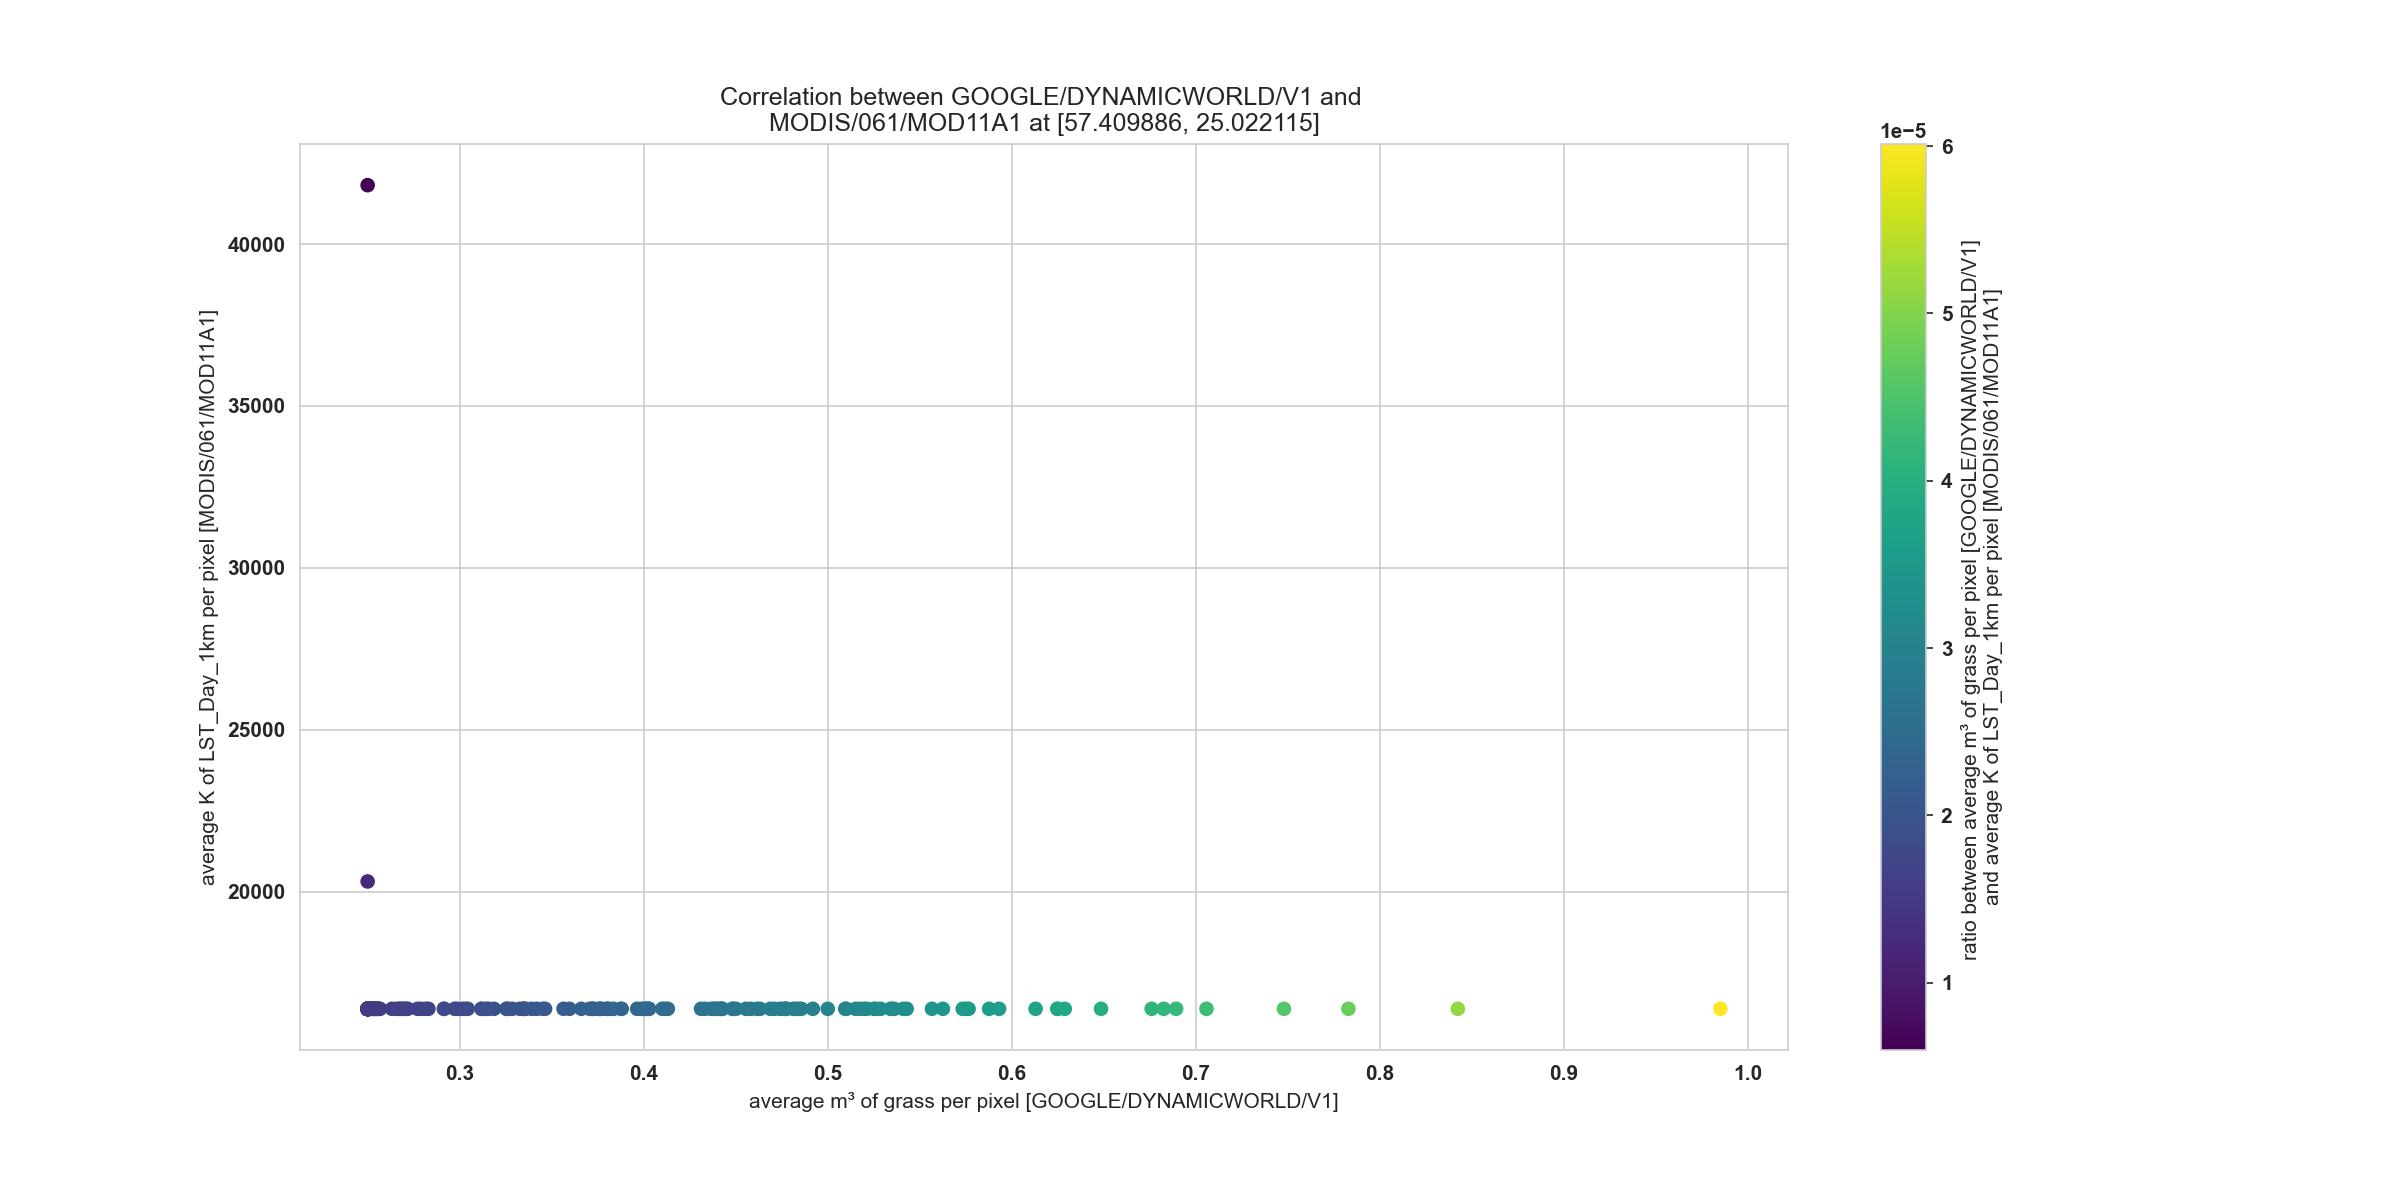 Correlation between GOOGLE/DYNAMICWORLD/V1 and
MODIS/061/MOD11A1 at [57.409886, 25.022115]
average K of LST_Day_1km per pixel [MODIS/061/MOD11A1]
40000
35000
30000
25000
20000
0.3 0.4 0.5 0.6 0.7 0.8 0.9 1.0
average m³ of grass per pixel [GOOGLE/DYNAMICWORLD/V1]
1e−5
6
5
4
3
2
1
ratio between average m³ of grass per pixel [GOOGLE/DYNAMICWORLD/V1]
and average K of LST_Day_1km per pixel [MODIS/061/MOD11A1]